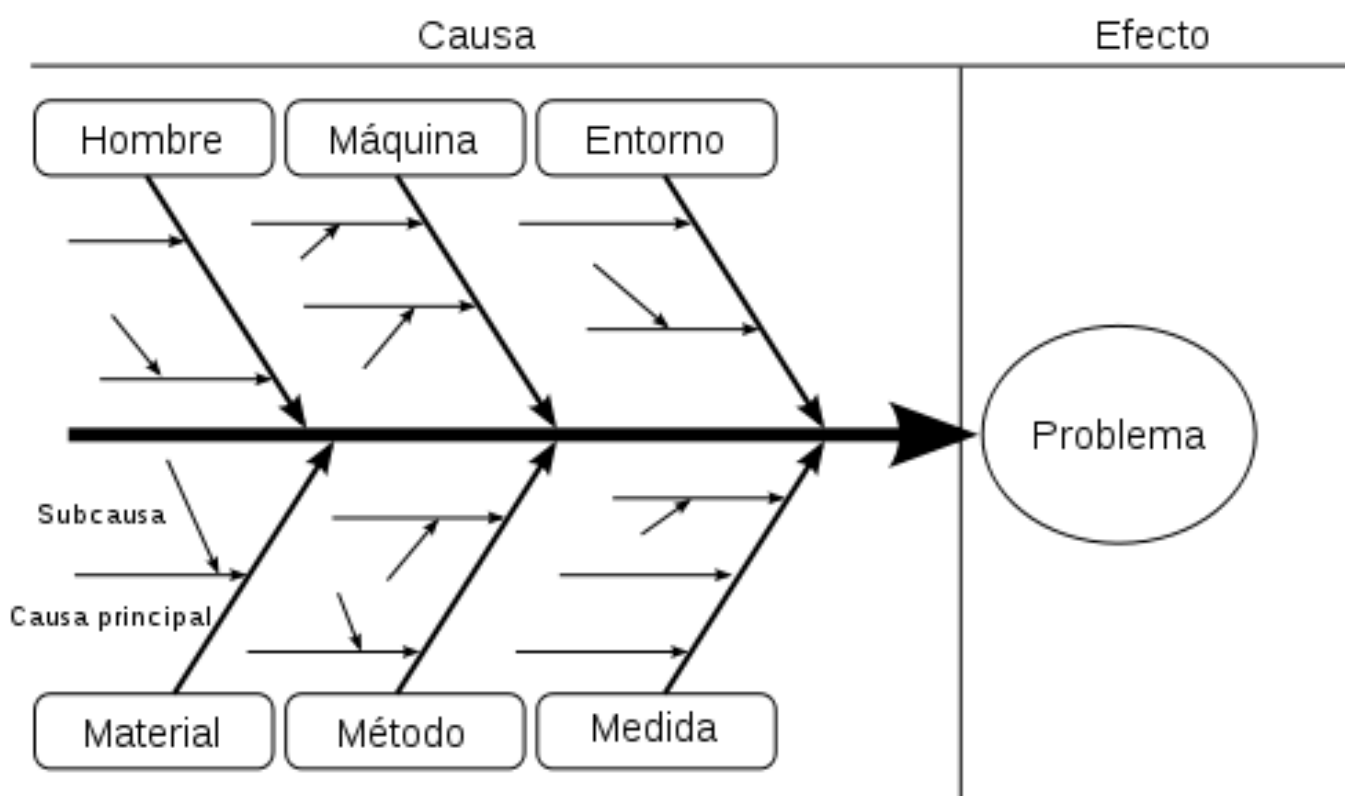 Causa
Efecto
Hombre
Máquina
Entorno
Problema
Subcausa
Causa principal
Material
Método
Medida